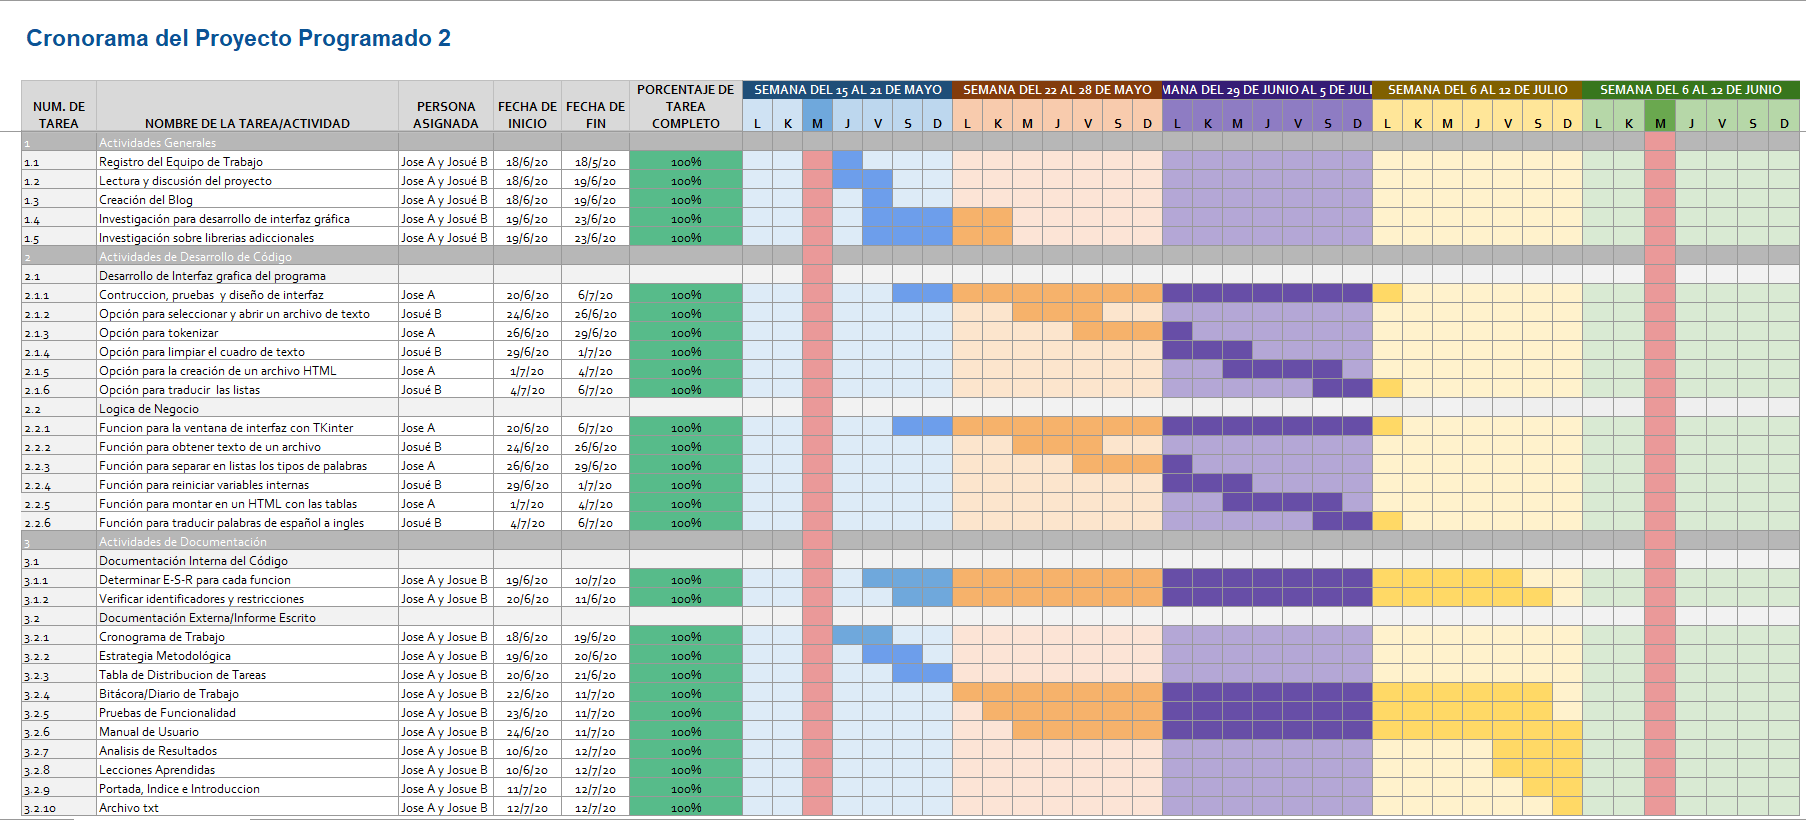 Cronorama del Proyecto Programado 2
NUM. DE TAREA NOMBRE DE LA TAREA/ACTIVIDAD PERSONA ASIGNADA FECHA DE INICIO FECHA DE FIN PORCENTAJE DE TAREA COMPLETO SEMANA DEL 15 AL 21 DE MAYO SEMANA DEL 22 AL 28 DE MAYO MANA DEL 29 DE JUNIO AL 5 DE JULI SEMANA DEL 6 AL 12 DE JULIO SEMANA DEL 6 AL 12 DE JUNIO
L K M J V S D L K M J V S D L K M J V S D L K M J V S D L K M J V S D
1 Actividades Generales
1.1 Registro del Equipo de Trabajo Jose A y Josué B 18/6/20 18/5/20 100%
1.2 Lectura y discusión del proyecto Jose A y Josué B 18/6/20 19/6/20 100%
1.3 Creación del Blog Jose A y Josué B 18/6/20 19/6/20 100%
1.4 Investigación para desarrollo de interfaz gráfica Jose A y Josué B 19/6/20 23/6/20 100%
1.5 Investigación sobre librerias adiccionales Jose A y Josué B 19/6/20 23/6/20 100%
2 Actividades de Desarrollo de Código
2.1 Desarrollo de Interfaz grafica del programa
2.1.1 Contruccion, pruebas y diseño de interfaz Jose A 20/6/20 6/7/20 100%
2.1.2 Opción para seleccionar y abrir un archivo de texto Josué B 24/6/20 26/6/20 100%
2.1.3 Opción para tokenizar Jose A 26/6/20 29/6/20 100%
2.1.4 Opción para limpiar el cuadro de texto Josué B 29/6/20 1/7/20 100%
2.1.5 Opción para la creación de un archivo HTML Jose A 1/7/20 4/7/20 100%
2.1.6 Opción para traducir las listas Josué B 4/7/20 6/7/20 100%
2.2 Logica de Negocio
2.2.1 Funcion para la ventana de interfaz con TKinter Jose A 20/6/20 6/7/20 100%
2.2.2 Función para obtener texto de un archivo Josué B 24/6/20 26/6/20 100%
2.2.3 Función para separar en listas los tipos de palabras Jose A 26/6/20 29/6/20 100%
2.2.4 Función para reiniciar variables internas Josué B 29/6/20 1/7/20 100%
2.2.5 Función para montar en un HTML con las tablas Jose A 1/7/20 4/7/20 100%
2.2.6 Función para traducir palabras de español a ingles Josué B 4/7/20 6/7/20 100%
3 Actividades de Documentación
3.1 Documentación Interna del Código
3.1.1 Determinar E-S-R para cada funcion Jose A y Josue B 19/6/20 10/7/20 100%
3.1.2 Verificar identificadores y restricciones Jose A y Josue B 20/6/20 11/6/20 100%
3.2 Documentación Externa/Informe Escrito
3.2.1 Cronograma de Trabajo Jose A y Josue B 18/6/20 19/6/20 100%
3.2.2 Estrategia Metodológica Jose A y Josue B 19/6/20 20/6/20 100%
3.2.3 Tabla de Distribucion de Tareas Jose A y Josue B 20/6/20 21/6/20 100%
3.2.4 Bitácora/Diario de Trabajo Jose A y Josue B 22/6/20 11/7/20 100%
3.2.5 Pruebas de Funcionalidad Jose A y Josue B 23/6/20 11/7/20 100%
3.2.6 Manual de Usuario Jose A y Josue B 24/6/20 11/7/20 100%
3.2.7 Analisis de Resultados Jose A y Josue B 10/6/20 12/7/20 100%
3.2.8 Lecciones Aprendidas Jose A y Josue B 10/6/20 12/7/20 100%
3.2.9 Portada, Indice e Introduccion Jose A y Josue B 11/7/20 12/7/20 100%
3.2.10 Archivo txt Jose A y Josue B 12/7/20 12/7/20 100%